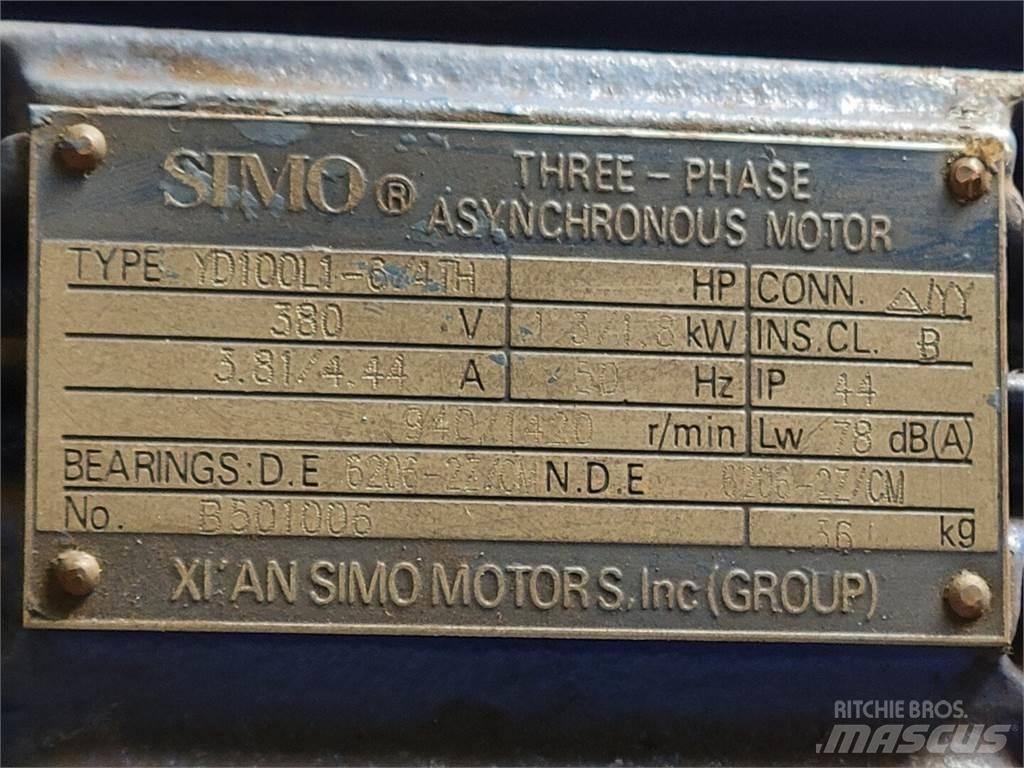 SIMO® THREE-PHASE
ASYNCHRONOUS MOTOR
TYPE YD100L1-6/4TH HP CONN. △/YY
380 V 1.3/1.8 kW INS.CL. B
3.81/4.44 A 50 Hz IP 44
940/1420 r/min Lw 78 dB(A)
BEARINGS:D.E 6206-2Z/CM N.D.E 6206-2Z/CM
No. B501006 36 kg
XI'AN SIMO MOTORS, Inc (GROUP)
RITCHIE BROS.
MASCUS